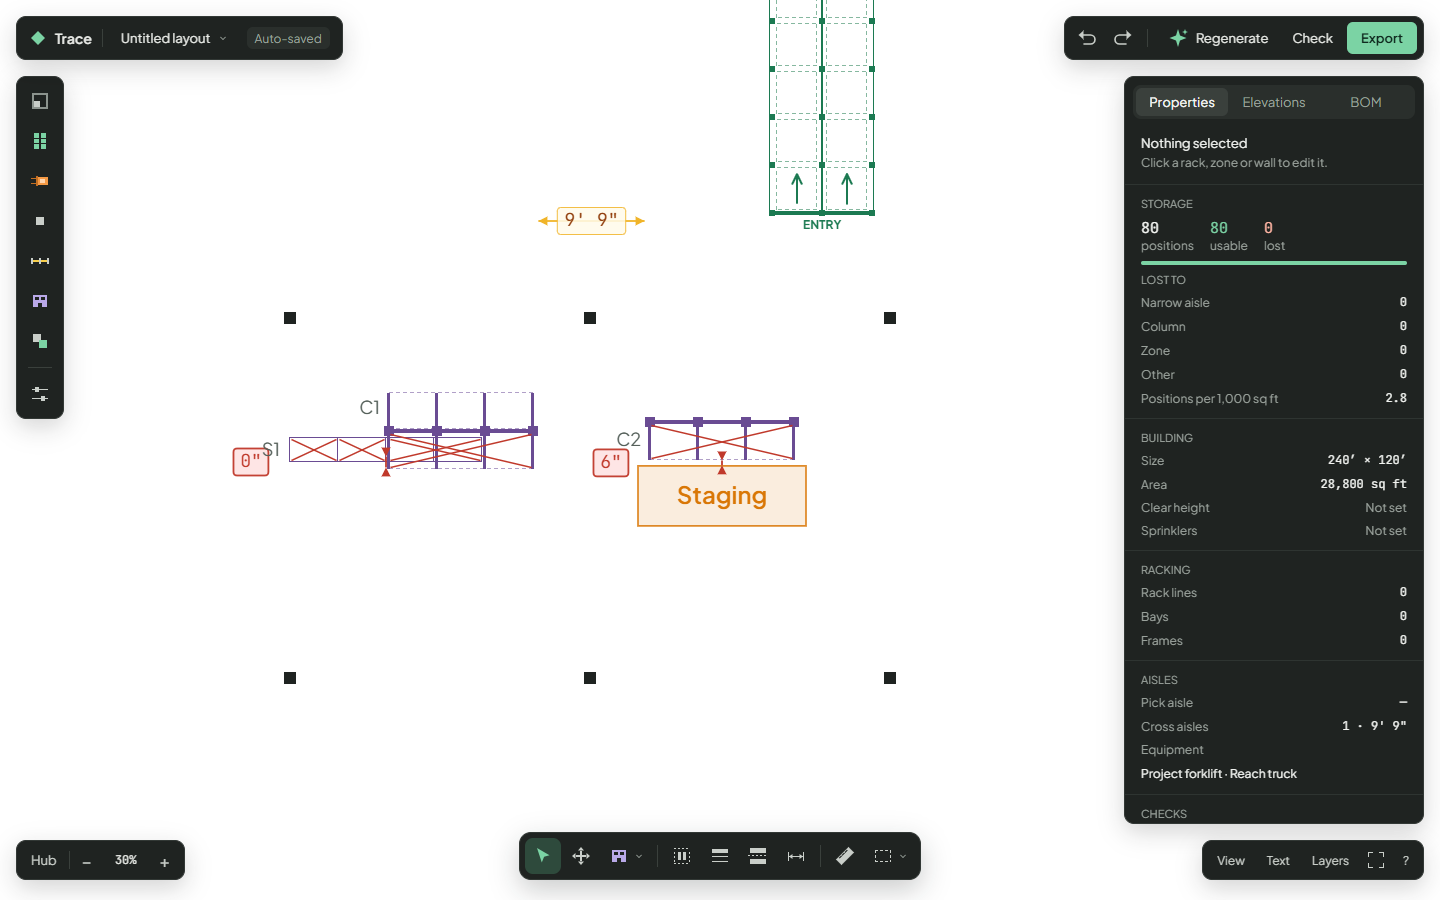 Trace
Untitled layout
Auto-saved
Regenerate
Check
Export
Properties
Elevations
BOM
Nothing selected
Click a rack, zone or wall to edit it.
STORAGE
80
80
0
positions
usable
lost
LOST TO
Narrow aisle
0
Column
0
Zone
0
Other
0
Positions per 1,000 sq ft
2.8
BUILDING
Size
240′ × 120′
Area
28,800 sq ft
Clear height
Not set
Sprinklers
Not set
RACKING
Rack lines
0
Bays
0
Frames
0
AISLES
Pick aisle
—
Cross aisles
1 · 9' 9"
Equipment
Project forklift · Reach truck
CHECKS
9' 9"
ENTRY
C1
S1
0"
C2
6"
Staging
Hub
−
30%
+
View
Text
Layers
?